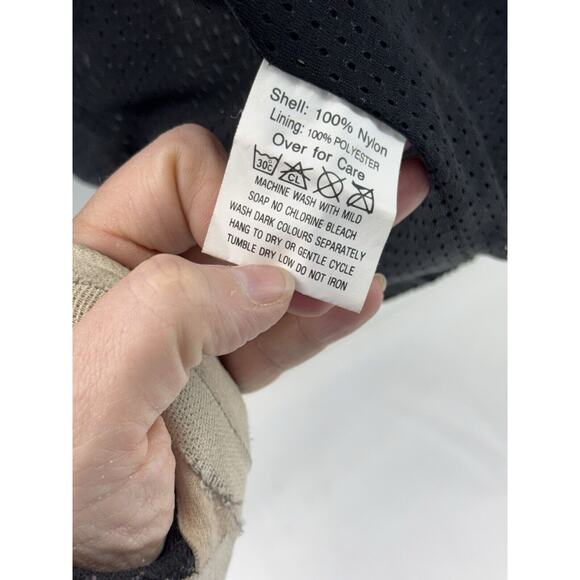 Shell: 100% Nylon
Lining: 100% POLYESTER
Over for Care
30C CL
MACHINE WASH WITH MILD
SOAP NO CHLORINE BLEACH
WASH DARK COLOURS SEPARATELY
HANG TO DRY OR GENTLE CYCLE
TUMBLE DRY LOW DO NOT IRON